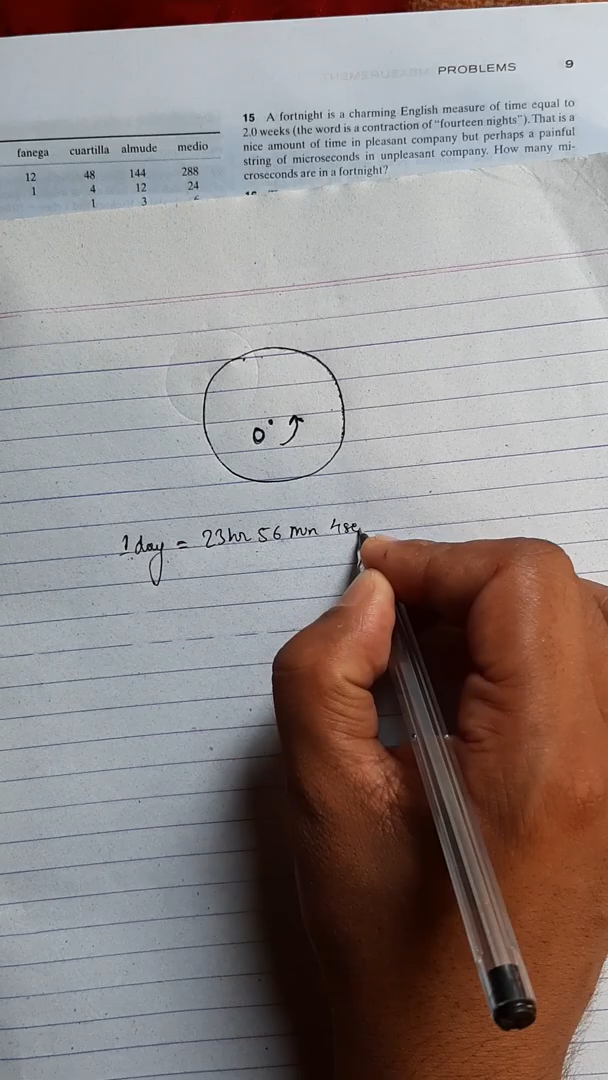 PROBLEMS 9
fanega cuartilla almude medio
12 48 144 288
1 4 12 24
1 3
15 A fortnight is a charming English measure of time equal to
2.0 weeks (the word is a contraction of “fourteen nights”). That is a
nice amount of time in pleasant company but perhaps a painful
string of microseconds in unpleasant company. How many mi-
croseconds are in a fortnight?
0
1 day = 23hr 56 min 4se